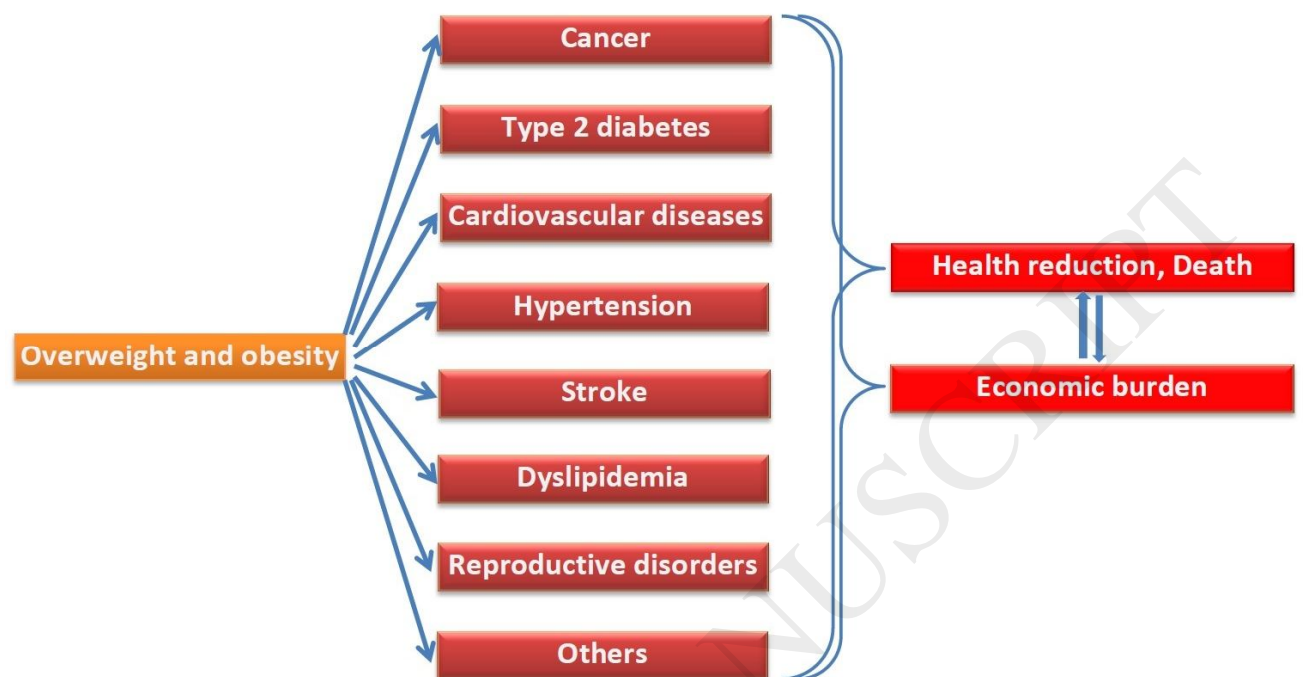 Cancer
Type 2 diabetes
Cardiovascular diseases
Hypertension
Overweight and obesity
Stroke
Dyslipidemia
Reproductive disorders
Others
Health reduction, Death
Economic burden
NUSCRIPT